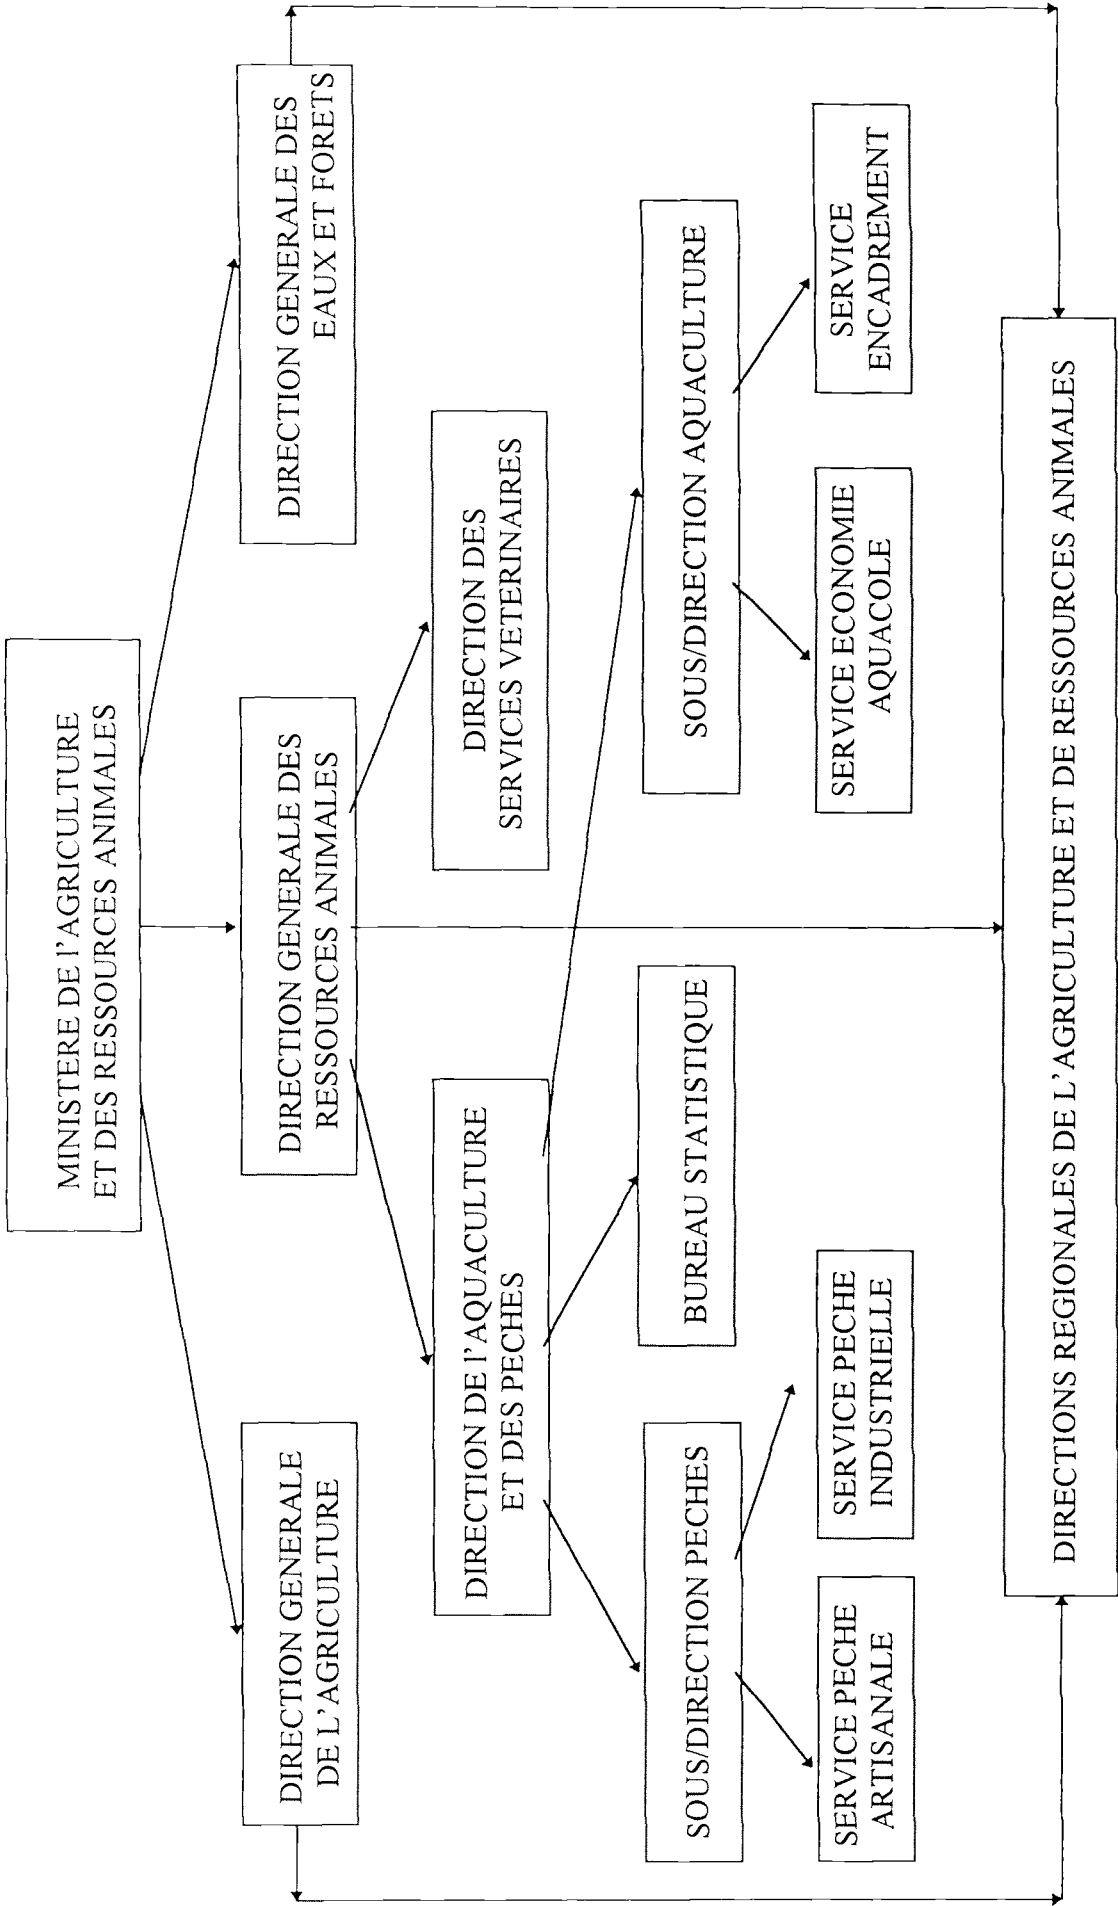 MINISTERE DE l'AGRICULTURE
ET DES RESSOURCES ANIMALES
DIRECTION GENERALE
DE L'AGRICULTURE
DIRECTION GENERALE DES
RESSOURCES ANIMALES
DIRECTION GENERALE DES
EAUX ET FORETS
DIRECTION DE l'AQUACULTURE
ET DES PECHES
DIRECTION DES
SERVICES VETERINAIRES
SOUS/DIRECTION PECHES
BUREAU STATISTIQUE
SOUS/DIRECTION AQUACULTURE
SERVICE PECHE
ARTISANALE
SERVICE PECHE
INDUSTRIELLE
SERVICE ECONOMIE
AQUACOLE
SERVICE
ENCADREMENT
DIRECTIONS REGIONALES DE L'AGRICULTURE ET DE RESSOURCES ANIMALES